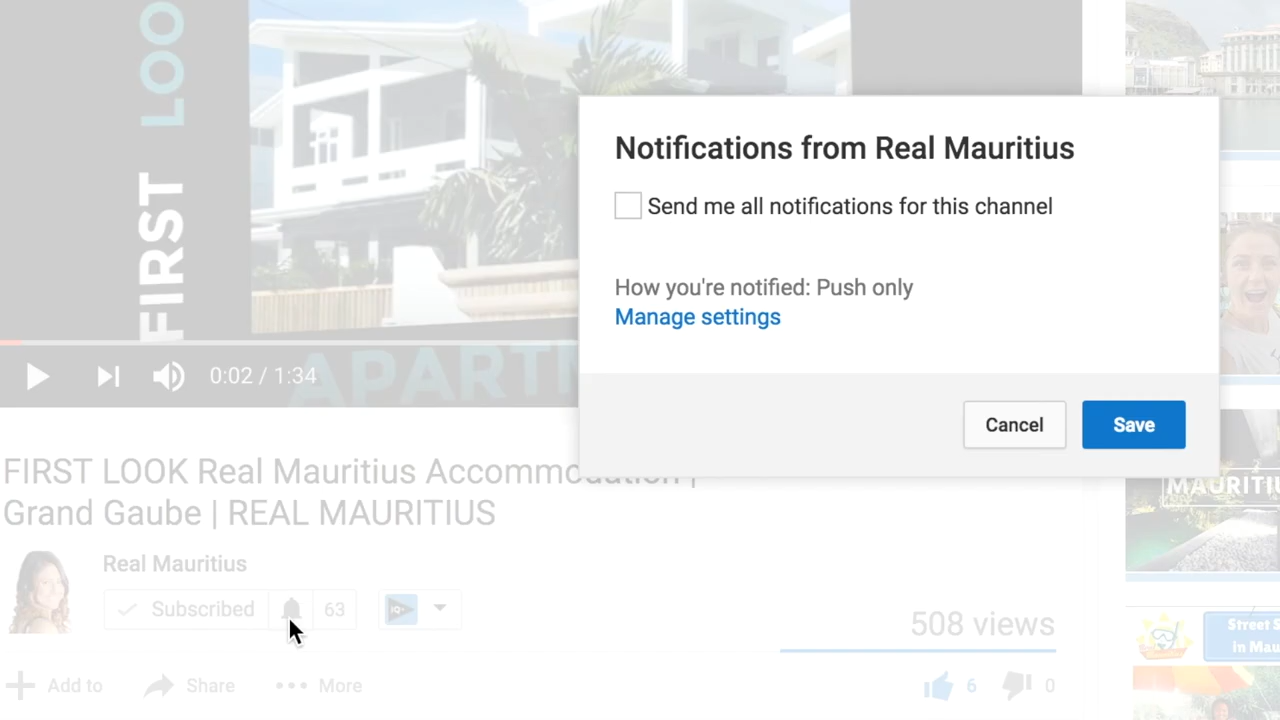 FIRST LOO
APARTM
Notifications from Real Mauritius
Send me all notifications for this channel
How you're notified: Push only
Manage settings
Cancel
Save
0:02 / 1:34
FIRST LOOK Real Mauritius Accommodation |
Grand Gaube | REAL MAURITIUS
Real Mauritius
Subscribed
63
508 views
Add to
Share
More
6
0
MAURITIU
Street S
in Mau